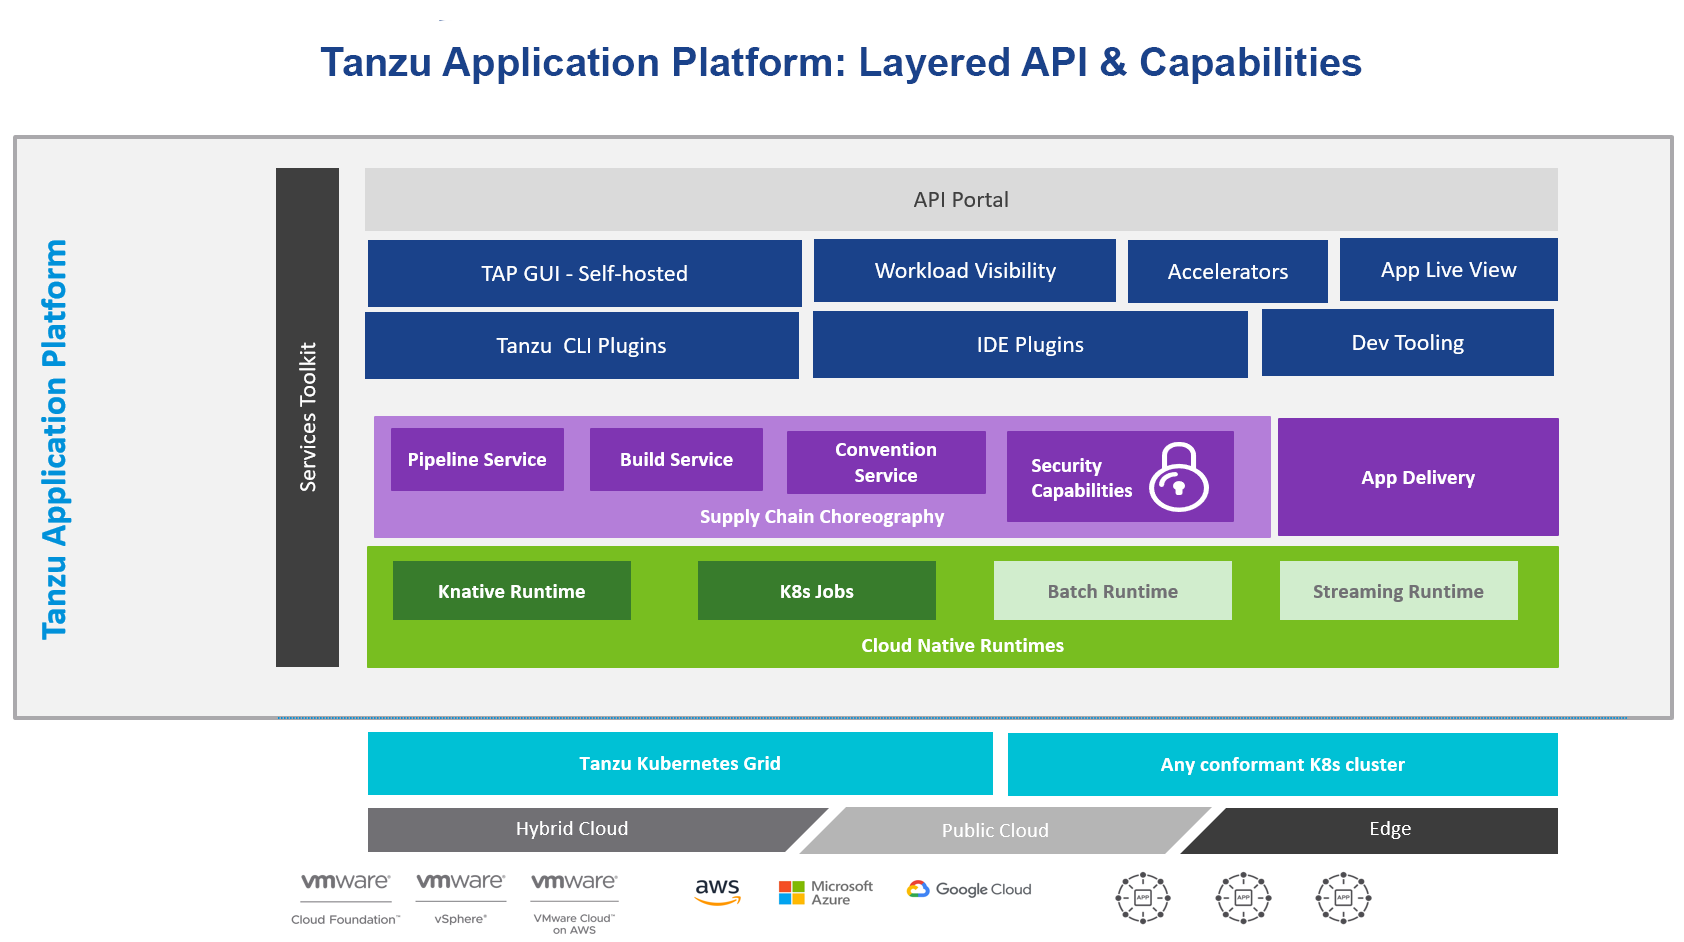 Tanzu Application Platform: Layered API & Capabilities
Tanzu Application Platform
Services Toolkit
API Portal
TAP GUI - Self-hosted
Workload Visibility
Accelerators
App Live View
Tanzu  CLI Plugins
IDE Plugins
Dev Tooling
Pipeline Service
Build Service
Convention
Service
Security
Capabilities
Supply Chain Choreography
App Delivery
Knative Runtime
K8s Jobs
Batch Runtime
Streaming Runtime
Cloud Native Runtimes
Tanzu Kubernetes Grid
Any conformant K8s cluster
Hybrid Cloud
Public Cloud
Edge
vmware®
Cloud Foundation™
vmware®
vSphere®
vmware®
VMware Cloud™
on AWS
aws
Microsoft
Azure
Google Cloud
APP
APP
APP